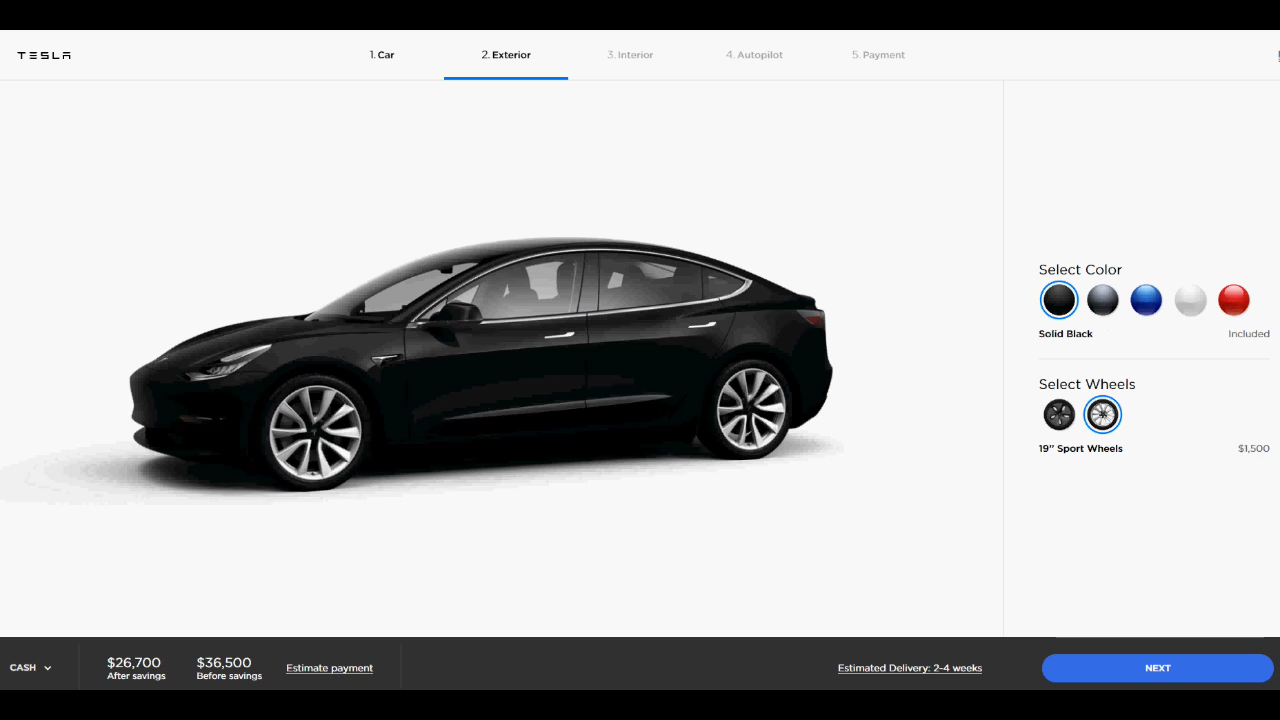 TESLA
1. Car
2. Exterior
3. Interior
4. Autopilot
5. Payment
Select Color
Solid Black Included
Select Wheels
19" Sport Wheels $1,500
CASH
$26,700
After savings
$36,500
Before savings
Estimate payment
Estimated Delivery: 2-4 weeks
NEXT